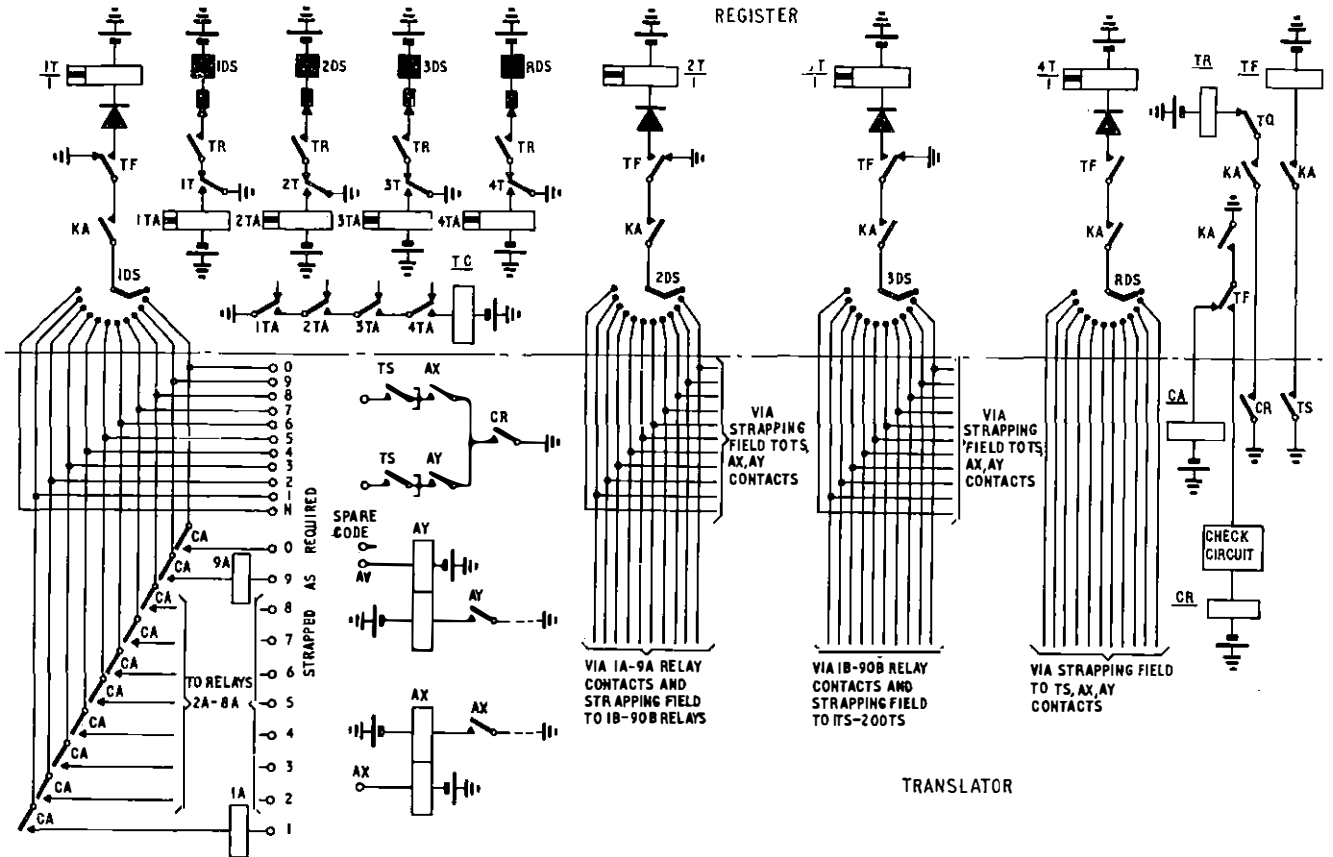 REGISTER
1T
1
1DS
2DS
3DS
RDS
2T
1
3T
1
4T
1
TR
TF
TQ
TF
TR
TR
TR
TR
TF
TF
TF
KA
KA
1T
2T
3T
4T
1TA
2TA
3TA
4TA
KA
KA
KA
KA
KA
1DS
TC
2DS
3DS
RDS
TF
1TA
2TA
3TA
4TA
0
9
8
7
6
5
4
3
2
1
N
TS
AX
CR
TS
AY
VIA
STRAPPING
FIELD TO TS,
AX,AY
CONTACTS
VIA
STRAPPING
FIELD TO TS,
AX,AY
CONTACTS
CA
CR
TS
STRAPPED AS REQUIRED
SPARE
CODE
AY
AY
AY
CHECK
CIRCUIT
CR
CA
CA
CA
CA
CA
CA
CA
CA
CA
CA
9A
0
9
8
7
6
5
4
3
2
1
TO RELAYS
2A-8A
1A
AX
AX
AX
VIA 1A-9A RELAY
CONTACTS AND
STRAPPING FIELD
TO 1B-90B RELAYS
VIA 1B-90B RELAY
CONTACTS AND
STRAPPING FIELD
TO 1TS-200TS
VIA STRAPPING FIELD
TO TS,AX,AY
CONTACTS
TRANSLATOR